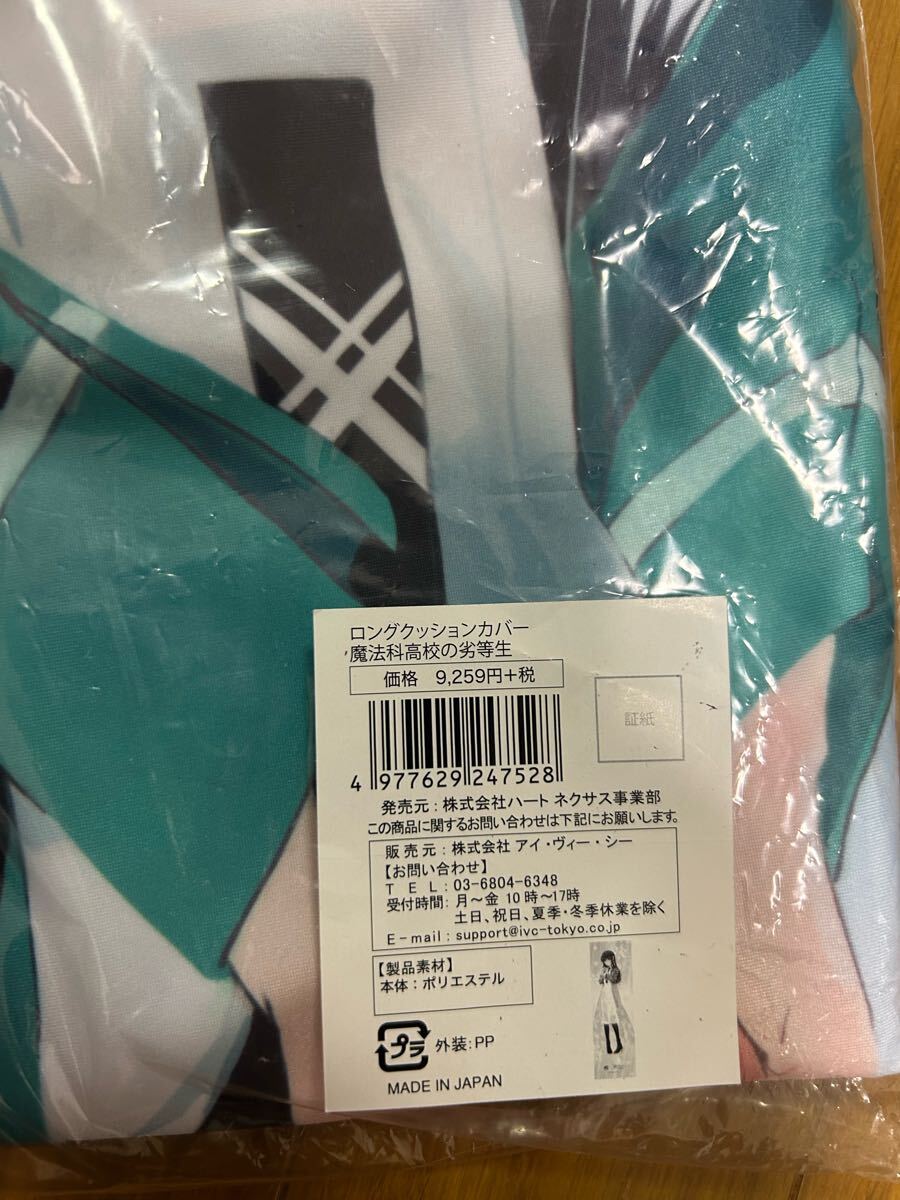 ロングクッションカバー
魔法科高校の劣等生
価格 9,259円+税
証紙
4 977629 247528
発売元:株式会社ハート ネクサス事業部
この商品に関するお問い合わせは下記にお願いします。
販売元:株式会社 アイ・ヴィー・シー
【お問い合わせ】
TEL:03-6804-6348
受付時間:月～金 10時～17時
土日、祝日、夏季・冬季休業を除く
E-mail:support@ivc-tokyo.co.jp
【製品素材】
本体:ポリエステル
プラ 外装:PP
MADE IN JAPAN